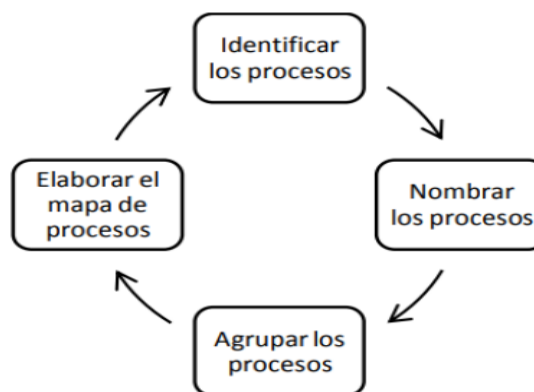 Identificar
los procesos
Nombrar
los procesos
Agrupar los
procesos
Elaborar el
mapa de
procesos